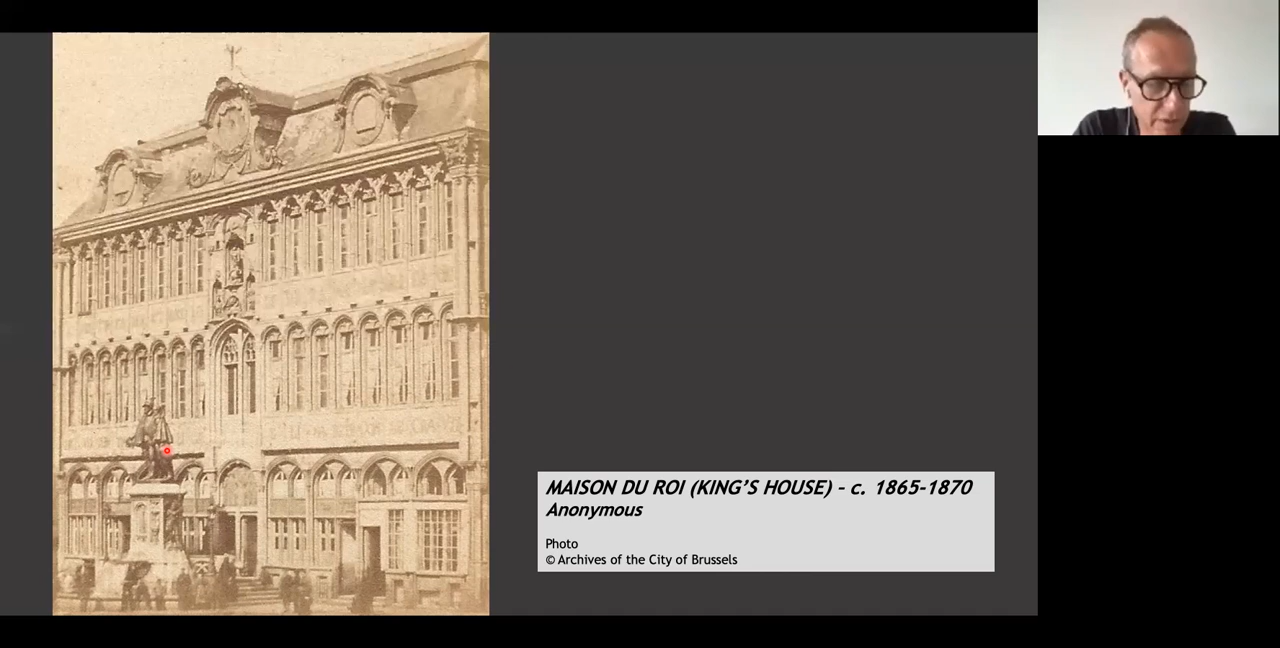 MAISON DU ROI (KING'S HOUSE) - c. 1865-1870
Anonymous
Photo
© Archives of the City of Brussels